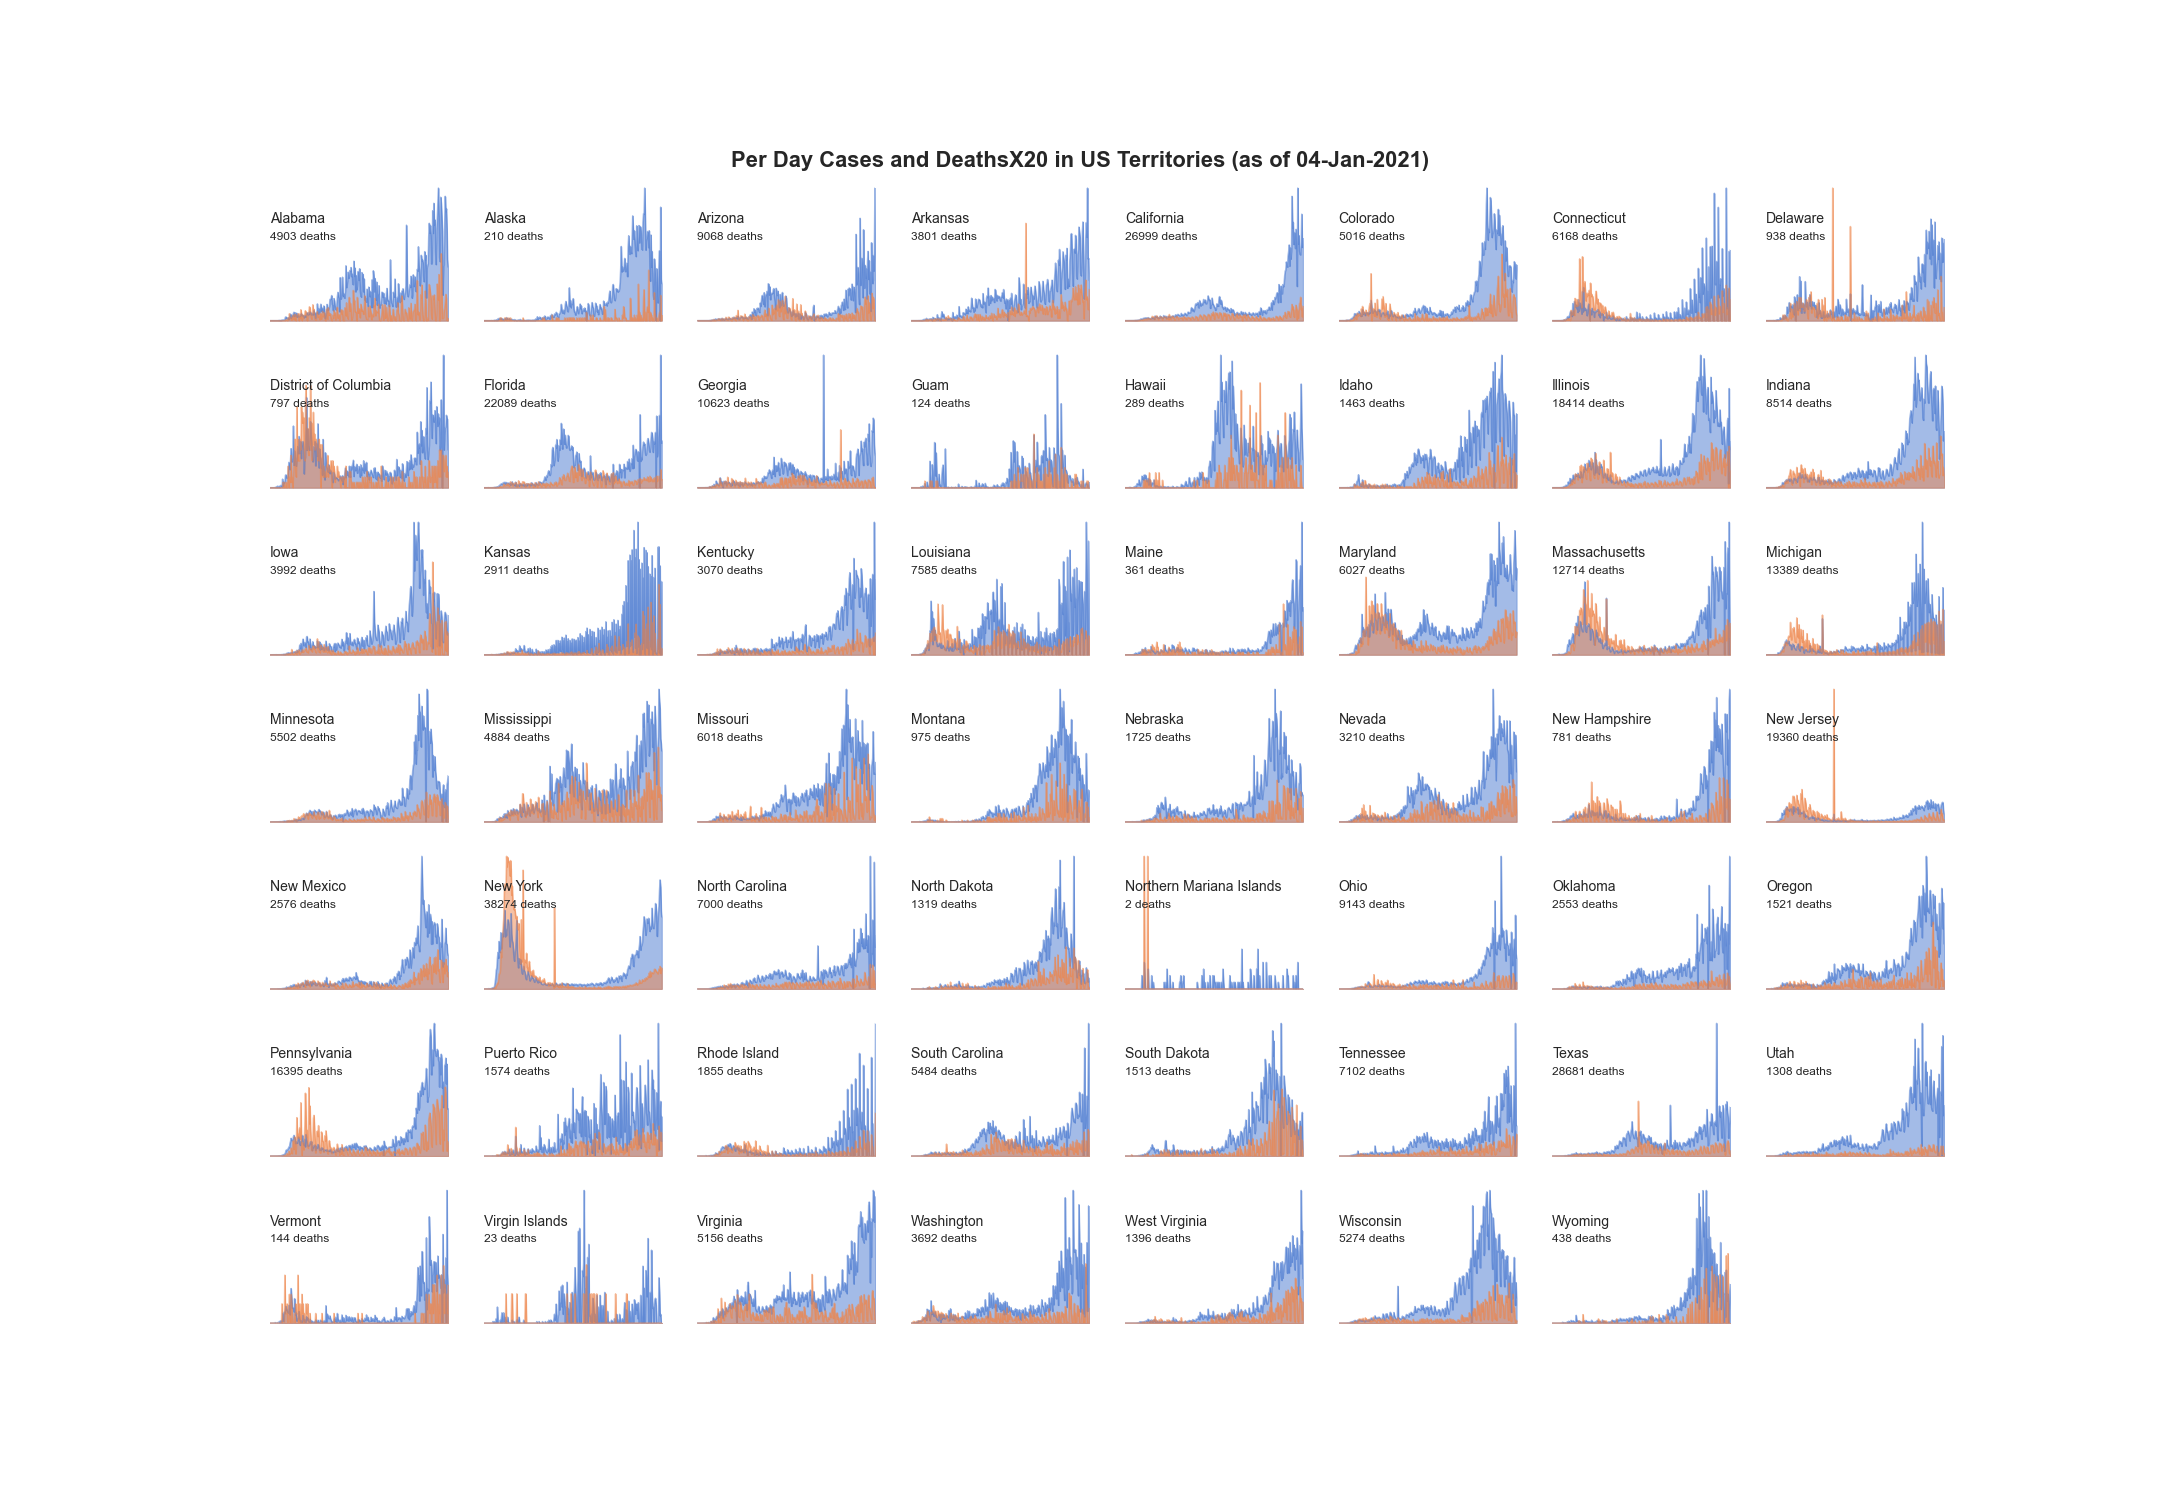 Per Day Cases and DeathsX20 in US Territories (as of 04-Jan-2021)
Alabama
4903 deaths
Alaska
210 deaths
Arizona
9068 deaths
Arkansas
3801 deaths
California
26999 deaths
Colorado
5016 deaths
Connecticut
6168 deaths
Delaware
938 deaths
District of Columbia
797 deaths
Florida
22089 deaths
Georgia
10623 deaths
Guam
124 deaths
Hawaii
289 deaths
Idaho
1463 deaths
Illinois
18414 deaths
Indiana
8514 deaths
Iowa
3992 deaths
Kansas
2911 deaths
Kentucky
3070 deaths
Louisiana
7585 deaths
Maine
361 deaths
Maryland
6027 deaths
Massachusetts
12714 deaths
Michigan
13389 deaths
Minnesota
5502 deaths
Mississippi
4884 deaths
Missouri
6018 deaths
Montana
975 deaths
Nebraska
1725 deaths
Nevada
3210 deaths
New Hampshire
781 deaths
New Jersey
19360 deaths
New Mexico
2576 deaths
New York
38274 deaths
North Carolina
7000 deaths
North Dakota
1319 deaths
Northern Mariana Islands
2 deaths
Ohio
9143 deaths
Oklahoma
2553 deaths
Oregon
1521 deaths
Pennsylvania
16395 deaths
Puerto Rico
1574 deaths
Rhode Island
1855 deaths
South Carolina
5484 deaths
South Dakota
1513 deaths
Tennessee
7102 deaths
Texas
28681 deaths
Utah
1308 deaths
Vermont
144 deaths
Virgin Islands
23 deaths
Virginia
5156 deaths
Washington
3692 deaths
West Virginia
1396 deaths
Wisconsin
5274 deaths
Wyoming
438 deaths